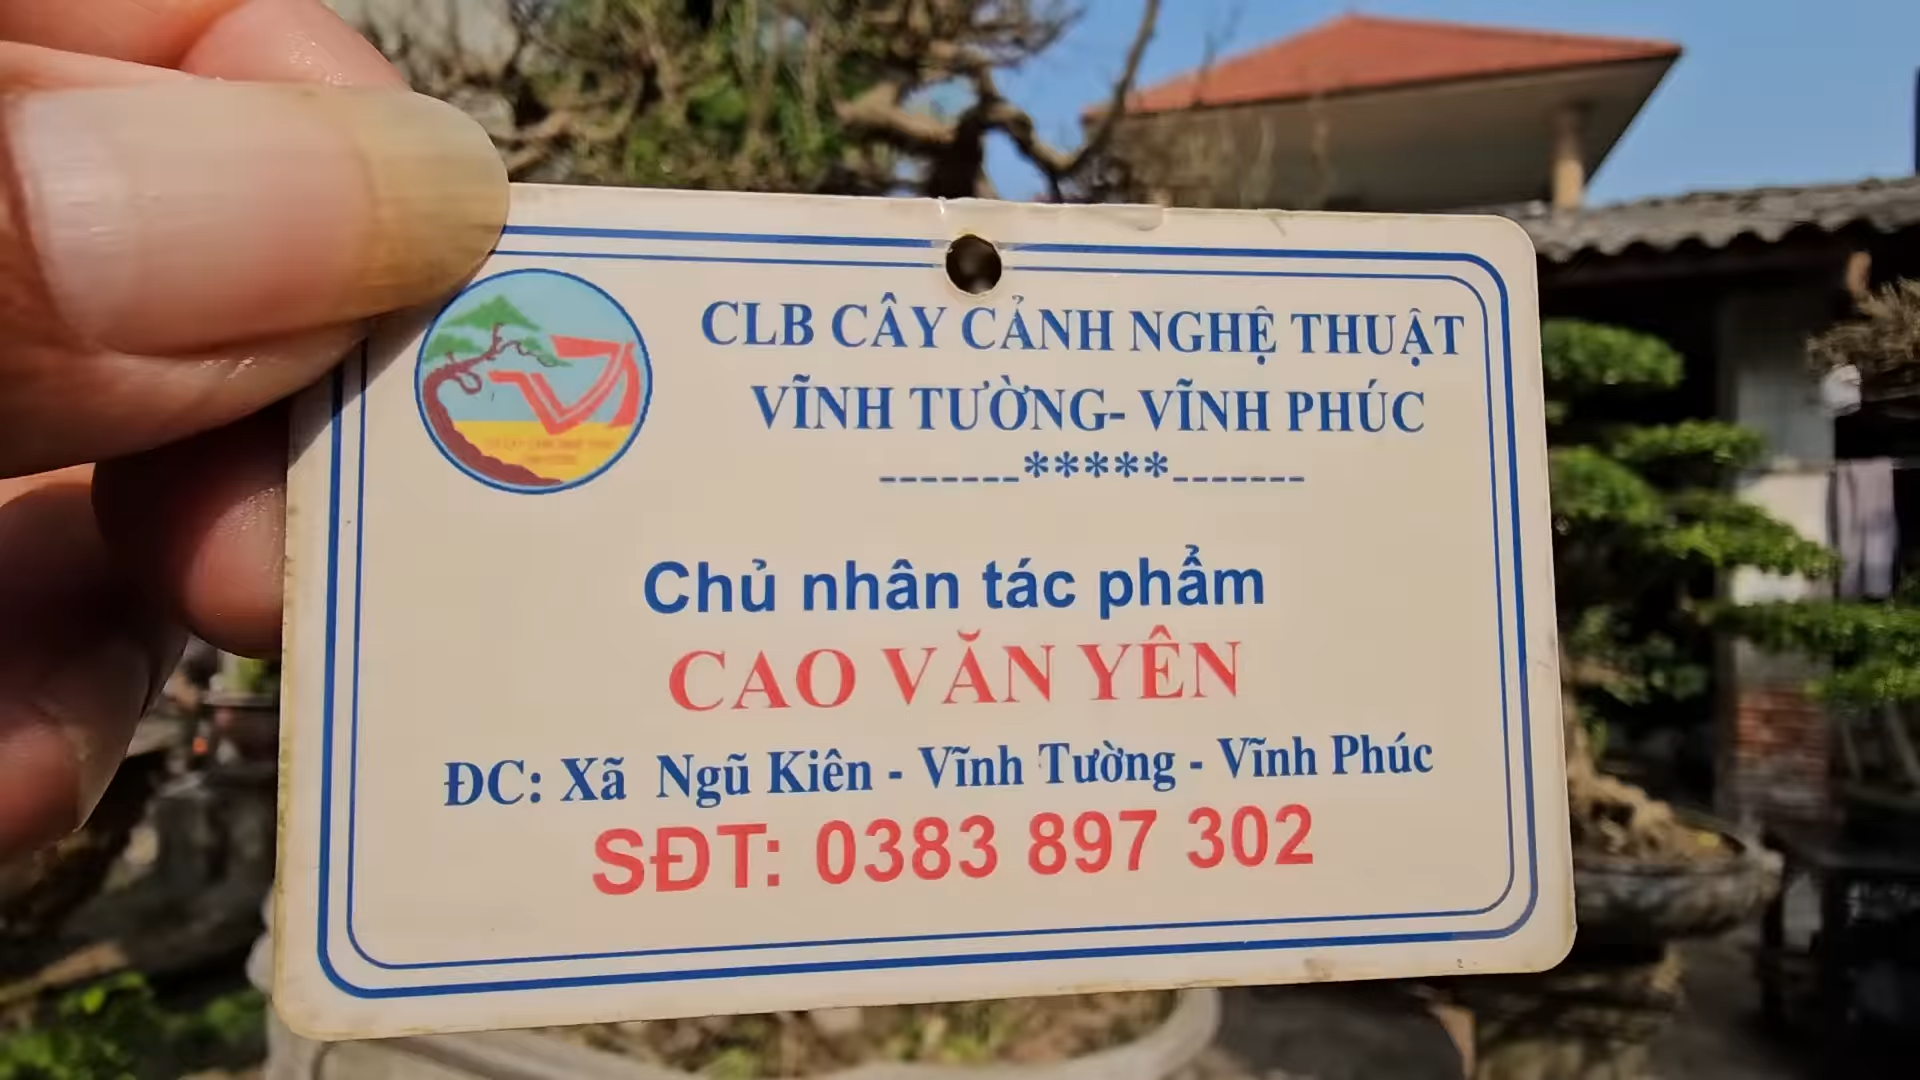 CLB CÂY CẢNH NGHỆ THUẬT
VĨNH TƯỜNG- VĨNH PHÚC
-------*****-------
Chủ nhân tác phẩm
CAO VĂN YÊN
ĐC: Xã Ngũ Kiên - Vĩnh Tường - Vĩnh Phúc
SĐT: 0383 897 302